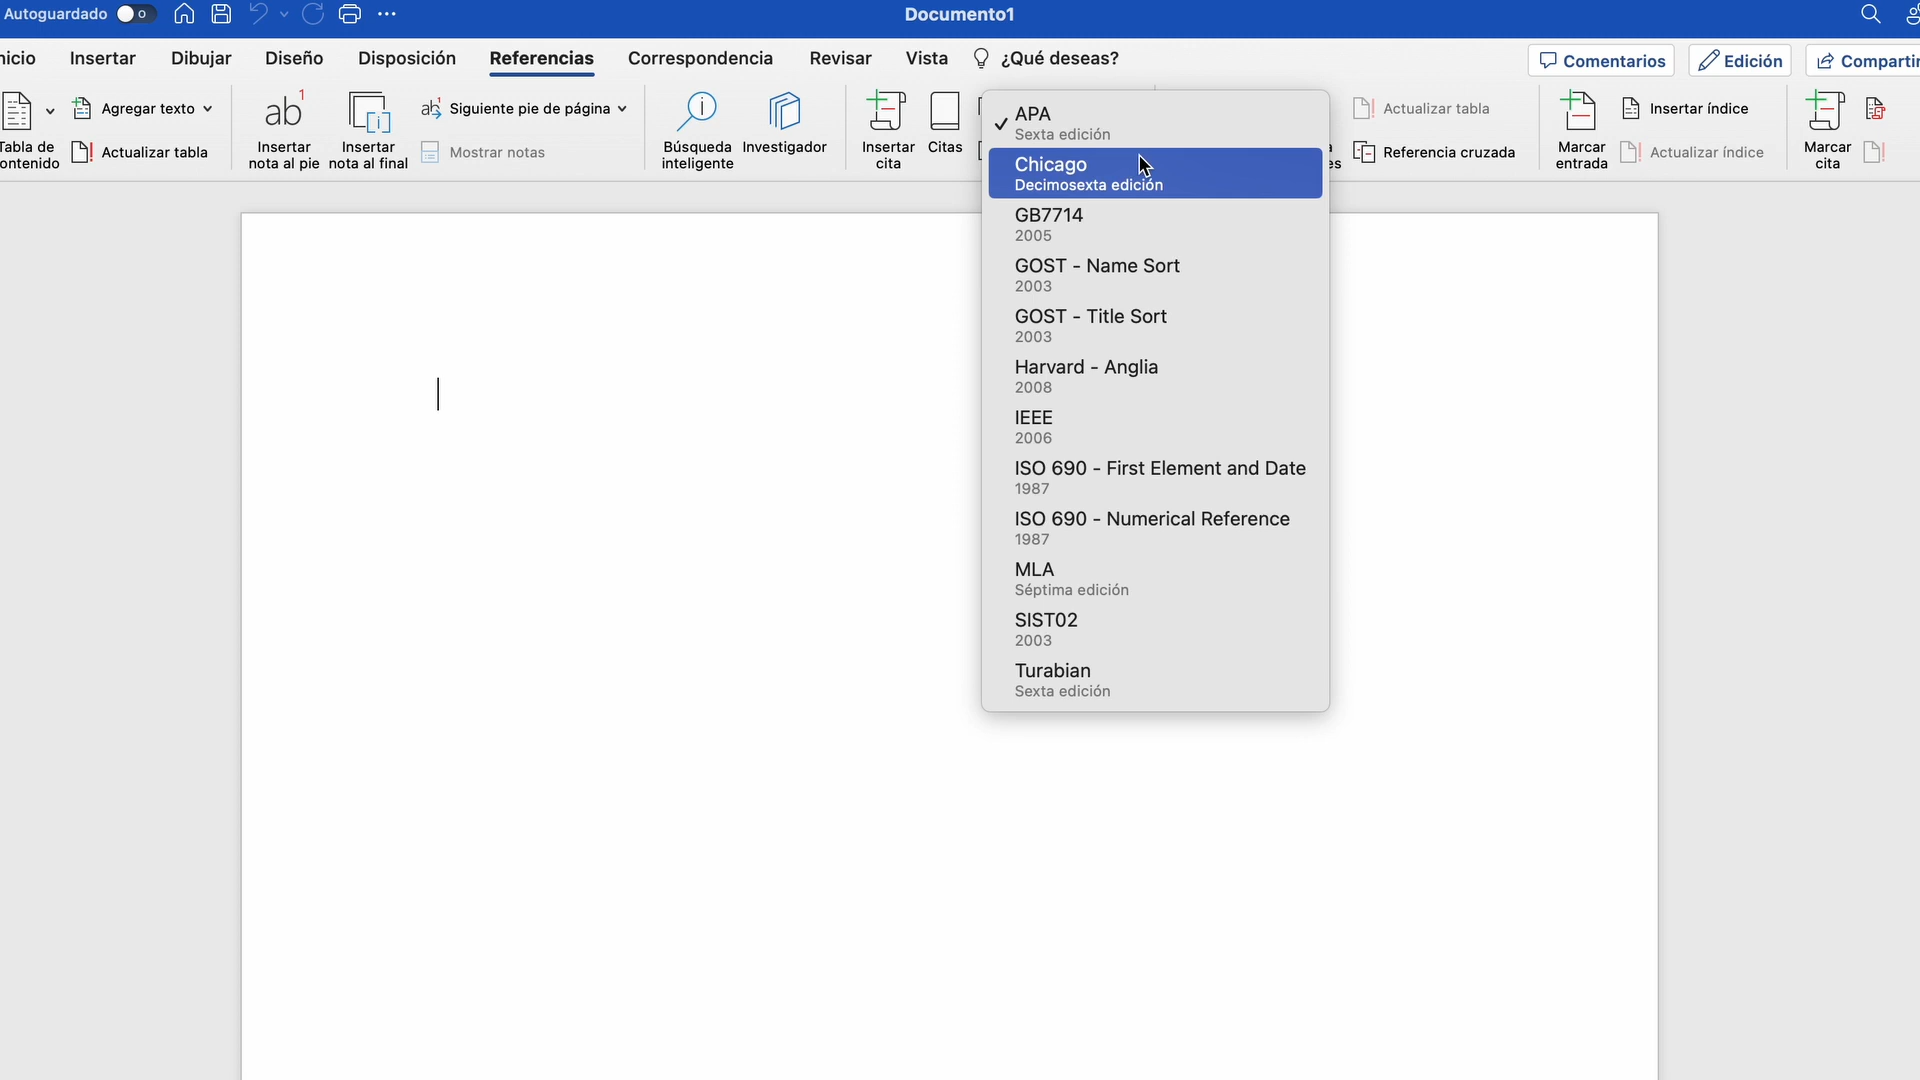 Autoguardado
Documento1
nicio Insertar Dibujar Diseño Disposición Referencias Correspondencia Revisar Vista ¿Qué deseas? Comentarios Edición Compartir
Tabla de
ontenido
Agregar texto
Actualizar tabla
ab1
Insertar
nota al pie
Insertar
nota al final
ab1 Siguiente pie de página
Mostrar notas
Búsqueda
inteligente
Investigador
Insertar
cita
Citas
APA
Sexta edición
Chicago
Decimosexta edición
GB7714
2005
GOST - Name Sort
2003
GOST - Title Sort
2003
Harvard - Anglia
2008
IEEE
2006
ISO 690 - First Element and Date
1987
ISO 690 - Numerical Reference
1987
MLA
Séptima edición
SIST02
2003
Turabian
Sexta edición
Actualizar tabla
Referencia cruzada
Marcar
entrada
Insertar índice
Actualizar índice
Marcar
cita